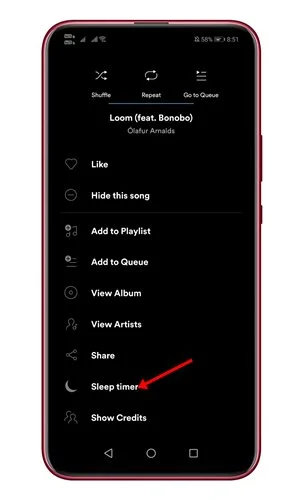 58% 8:51
Shuffle Repeat Go to Queue
Loom (feat. Bonobo)
Ólafur Arnalds
Like
Hide this song
Add to Playlist
Add to Queue
View Album
View Artists
Share
Sleep timer
Show Credits